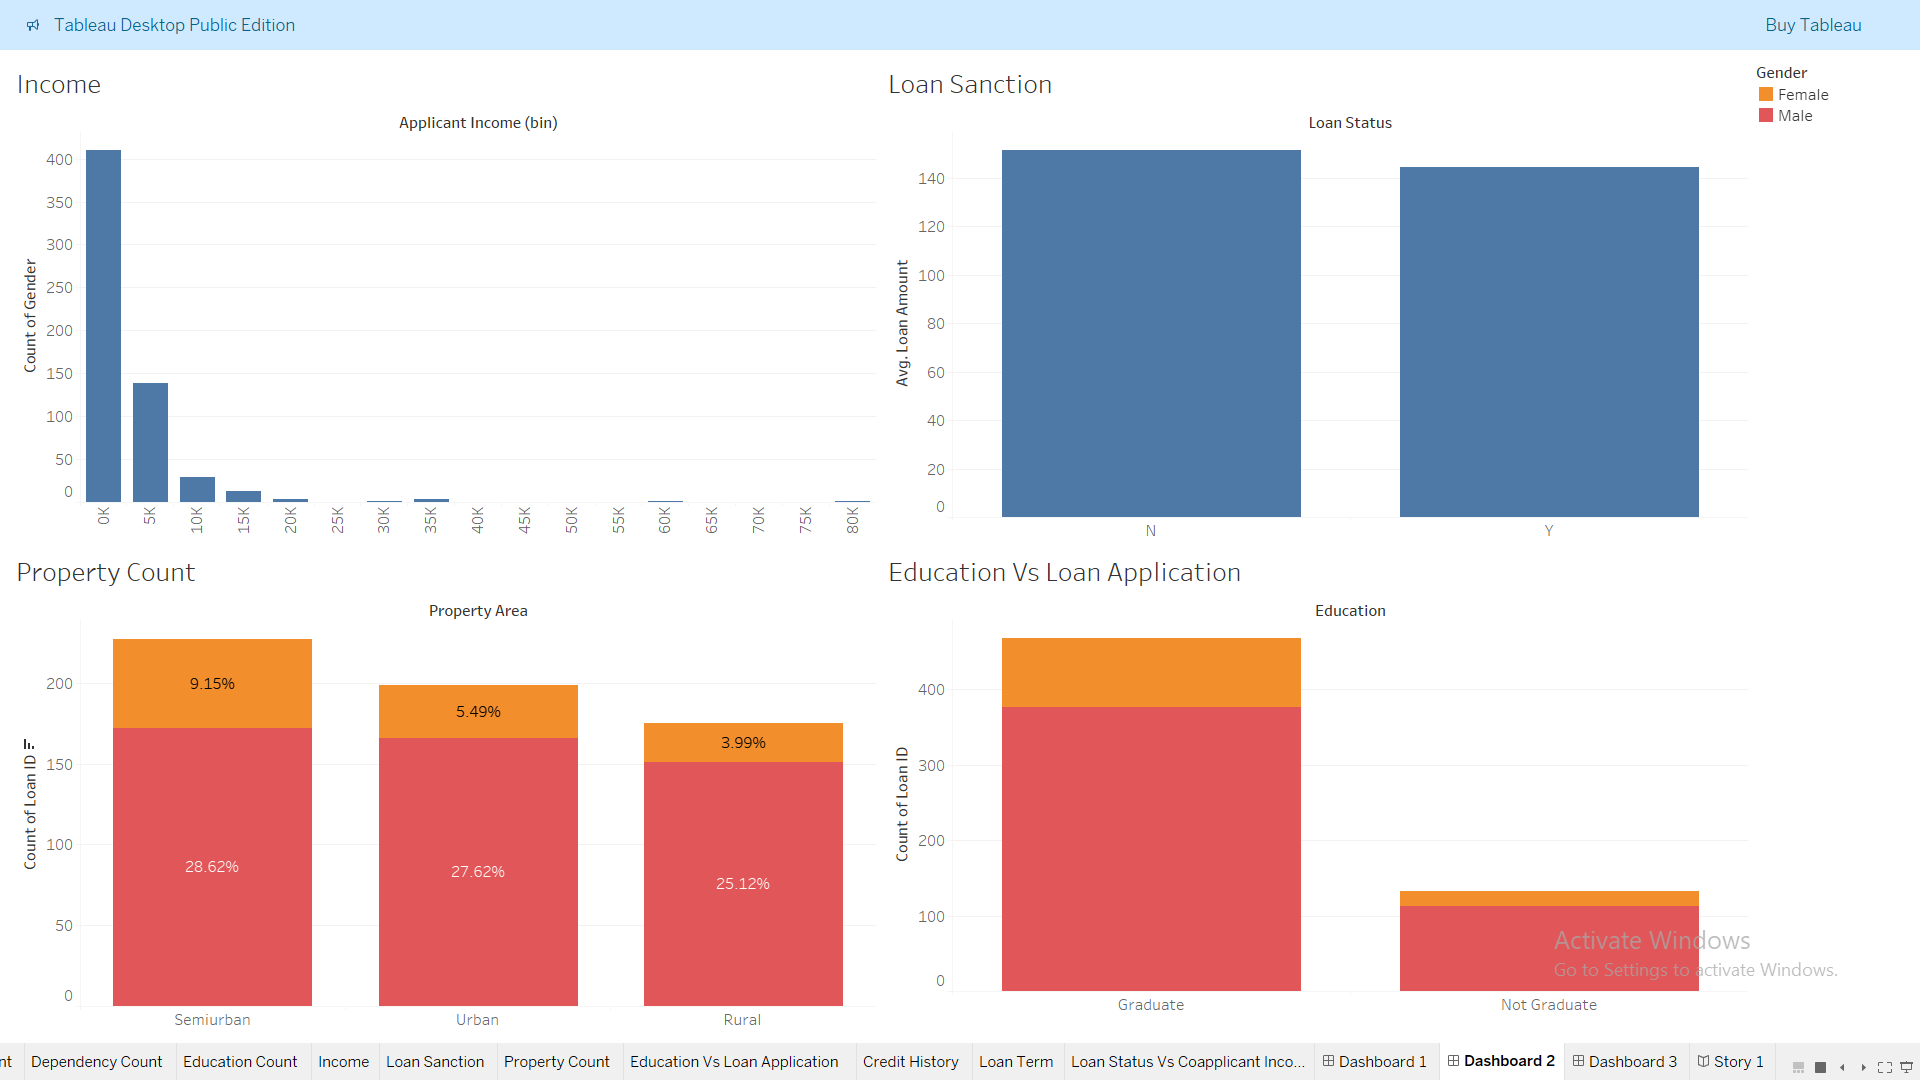 Tableau Desktop Public Edition
Buy Tableau
Income
Applicant Income (bin)
Count of Gender
400
350
300
250
200
150
100
50
0
0K
5K
10K
15K
20K
25K
30K
35K
40K
45K
50K
55K
60K
65K
70K
75K
80K
Loan Sanction
Loan Status
Avg. Loan Amount
140
120
100
80
60
40
20
0
N
Y
Gender
Female
Male
Property Count
Property Area
Count of Loan ID
200
150
100
50
0
9.15%
28.62%
5.49%
27.62%
3.99%
25.12%
Semiurban
Urban
Rural
Education Vs Loan Application
Education
Count of Loan ID
400
300
200
100
0
Graduate
Not Graduate
Activate Windows
Go to Settings to activate Windows.
nt
Dependency Count
Education Count
Income
Loan Sanction
Property Count
Education Vs Loan Application
Credit History
Loan Term
Loan Status Vs Coapplicant Inco...
Dashboard 1
Dashboard 2
Dashboard 3
Story 1